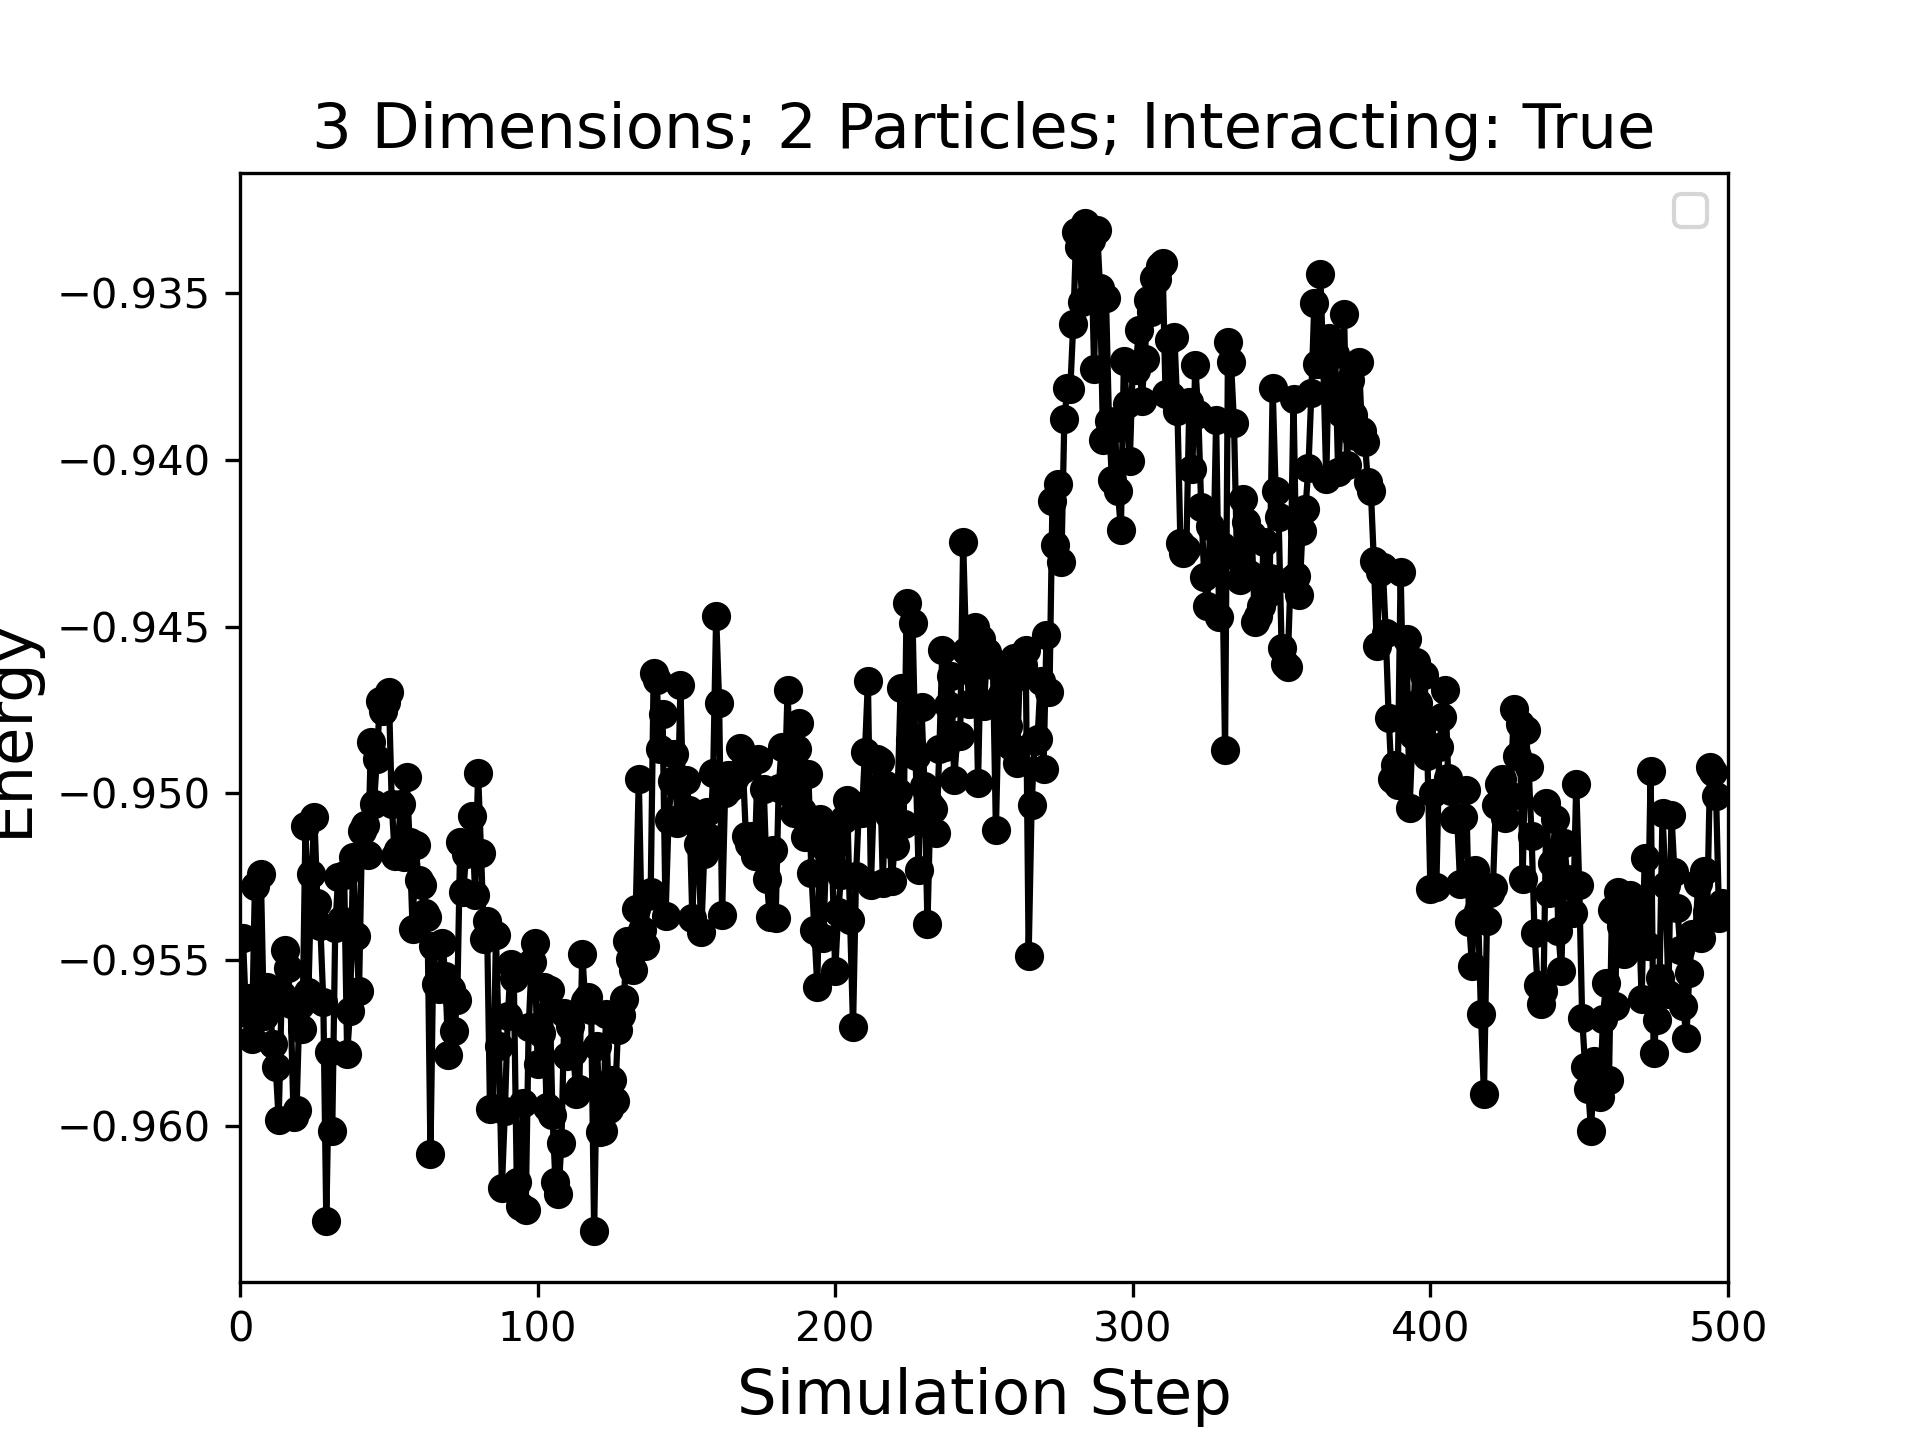 3 Dimensions; 2 Particles; Interacting: True
Energy
−0.935
−0.940
−0.945
−0.950
−0.955
−0.960
0 100 200 300 400 500
Simulation Step